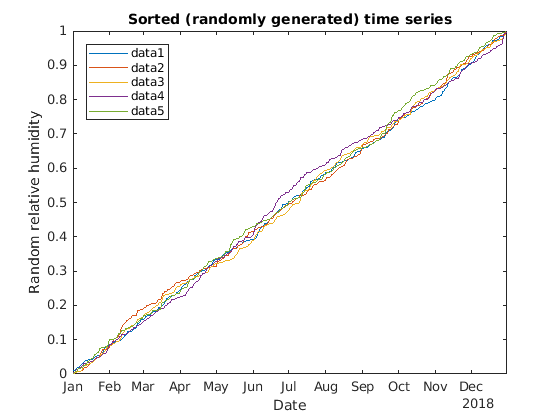 Sorted (randomly generated) time series
1
0.9
0.8
0.7
0.6
0.5
0.4
0.3
0.2
0.1
0
Random relative humidity
data1
data2
data3
data4
data5
Jan Feb Mar Apr May Jun Jul Aug Sep Oct Nov Dec
2018
Date